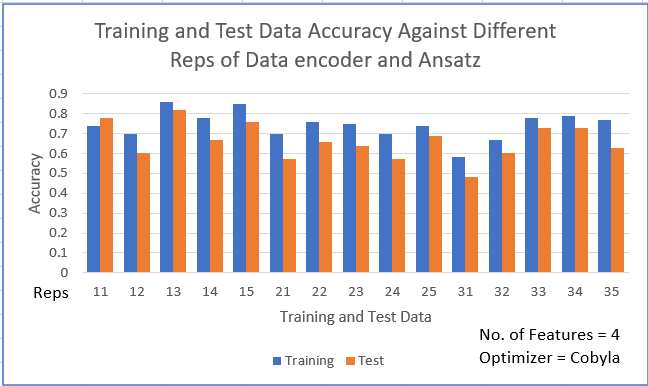 Training and Test Data Accuracy Against Different
Reps of Data encoder and Ansatz
0.9
0.8
0.7
0.6
0.5
0.4
0.3
0.2
0.1
0
Accuracy
Reps 11 12 13 14 15 21 22 23 24 25 31 32 33 34 35
Training and Test Data
No. of Features = 4
Optimizer = Cobyla
Training Test